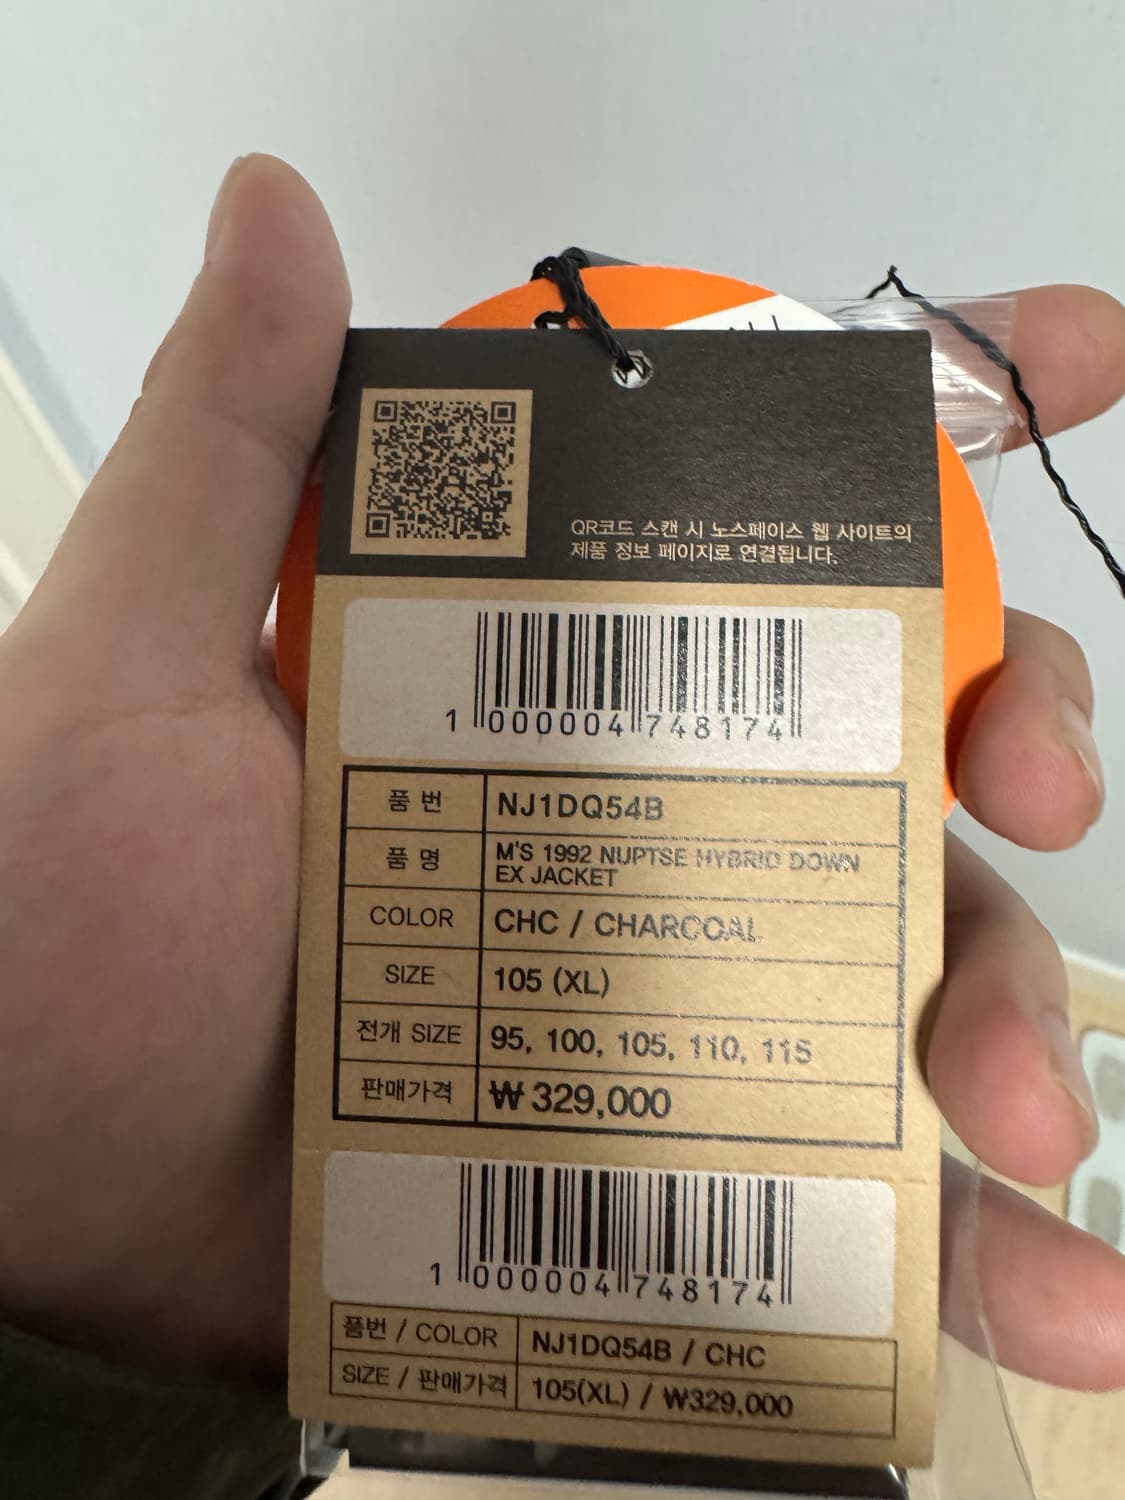 QR코드 스캔 시 노스페이스 웹 사이트의
제품 정보 페이지로 연결됩니다.
1 000004 748174
품 번 NJ1DQ54B
품 명 M'S 1992 NUPTSE HYBRID DOWN
EX JACKET
COLOR CHC / CHARCOAL
SIZE 105 (XL)
전개 SIZE 95, 100, 105, 110, 115
판매가격 ₩ 329,000
1 000004 748174
품번 / COLOR NJ1DQ54B / CHC
SIZE / 판매가격 105(XL) / ₩329,000